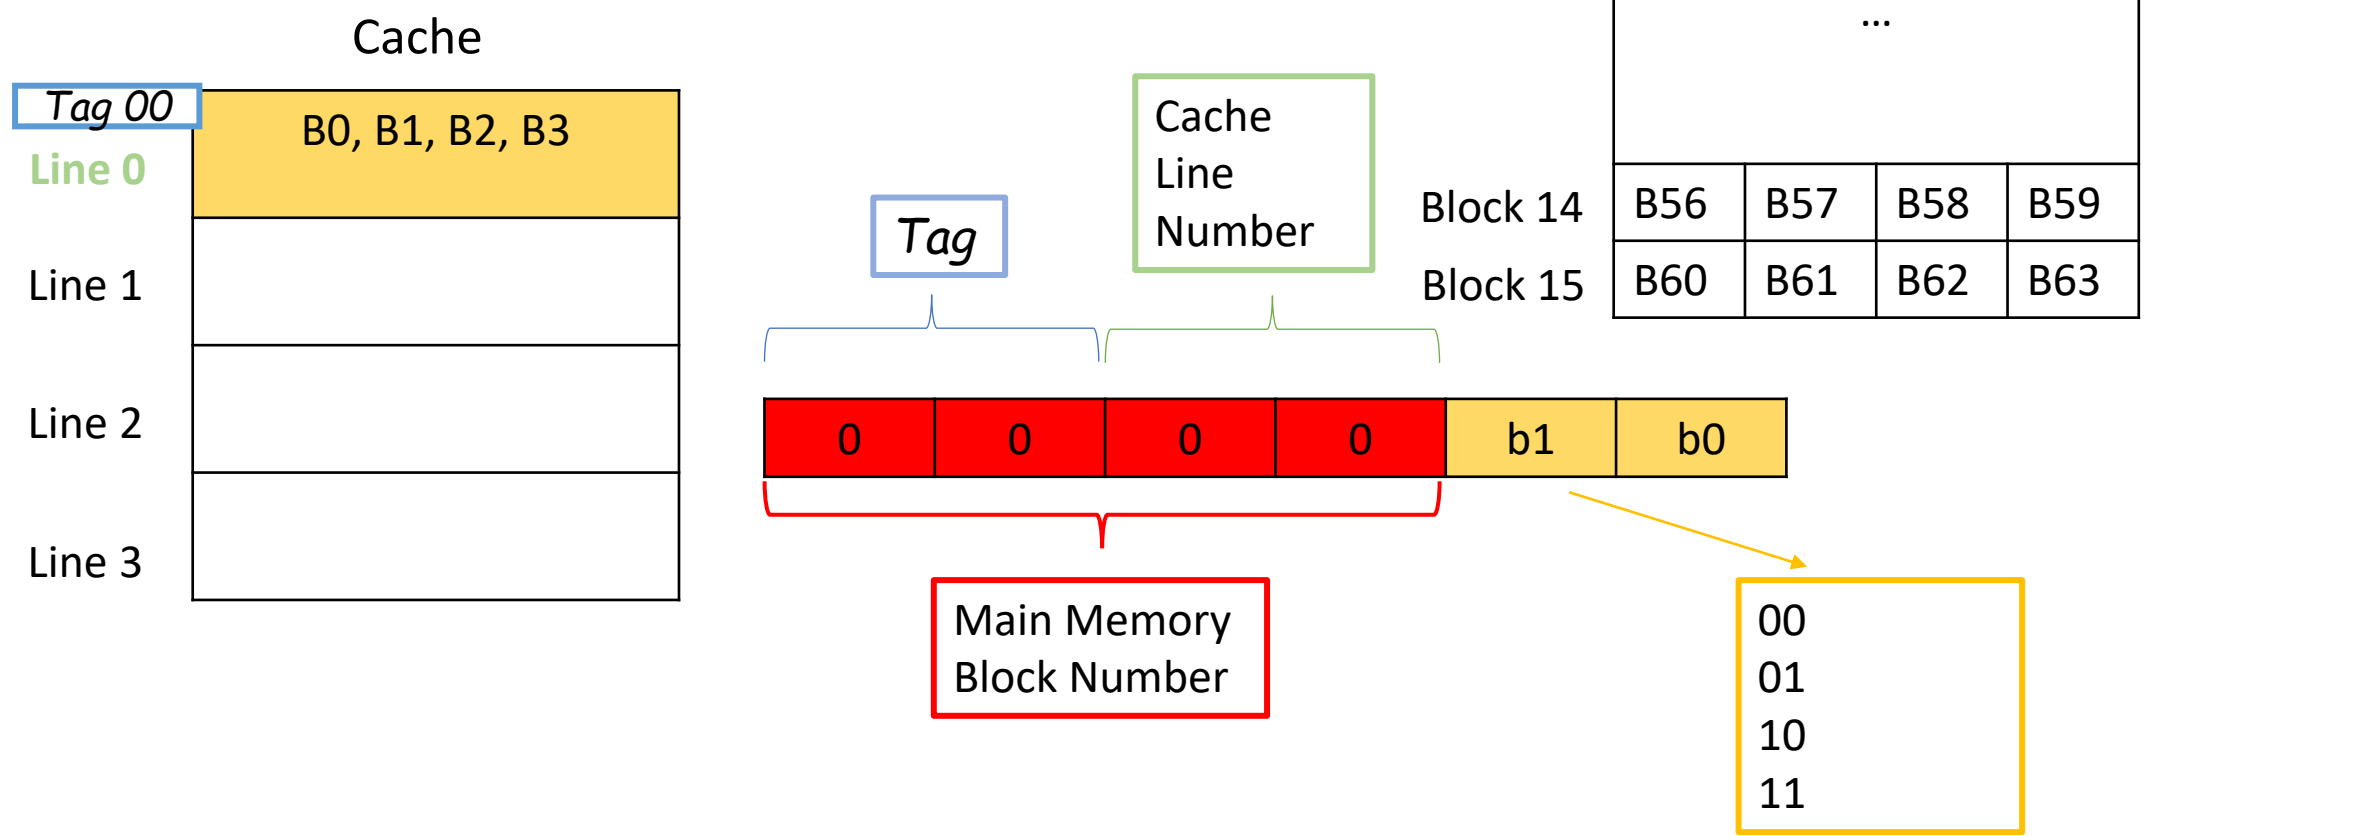 Cache
Tag 00
B0, B1, B2, B3
Line 0
Line 1
Line 2
Line 3
Tag
Cache
Line
Number
...
Block 14 B56 B57 B58 B59
Block 15 B60 B61 B62 B63
0 0 0 0 b1 b0
Main Memory
Block Number
00
01
10
11